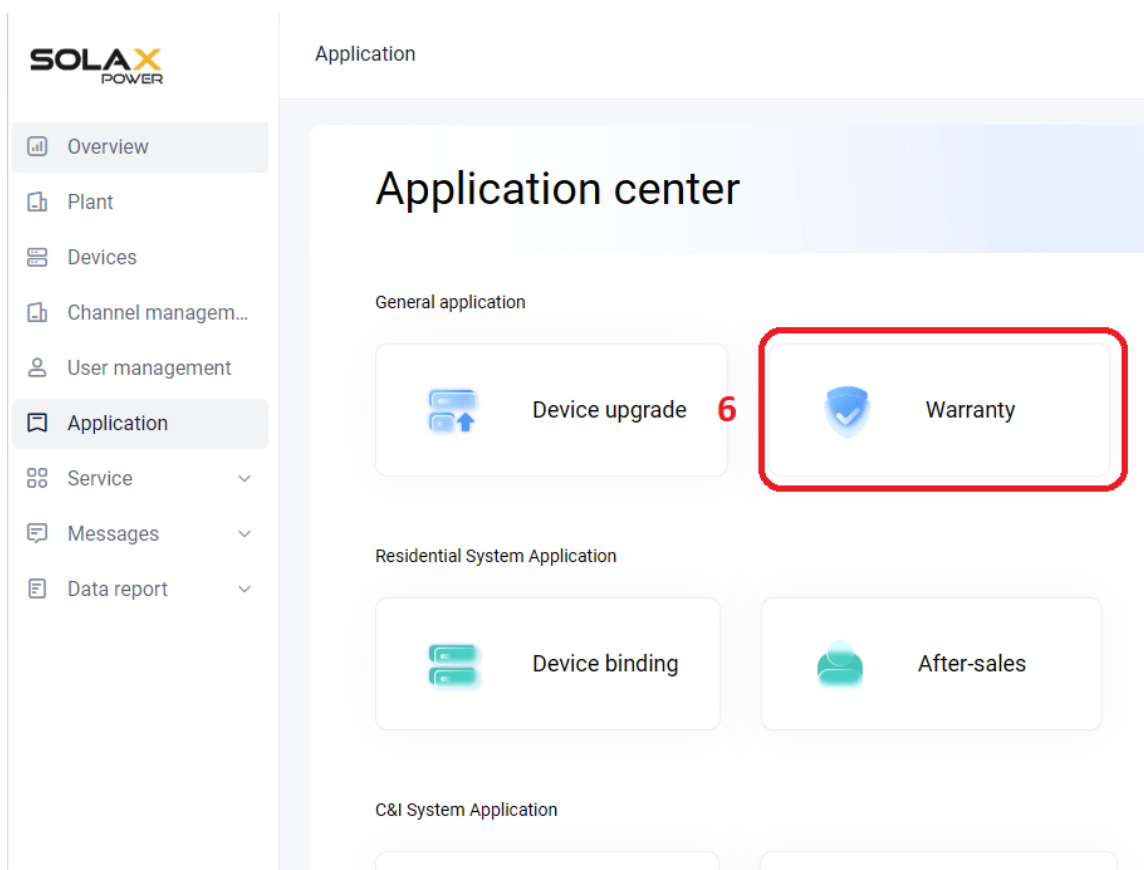 SOLAX
POWER
Application
Overview
Plant
Devices
Channel managem...
User management
Application
Service
Messages
Data report
Application center
General application
Device upgrade
6
Warranty
Residential System Application
Device binding
After-sales
C&I System Application